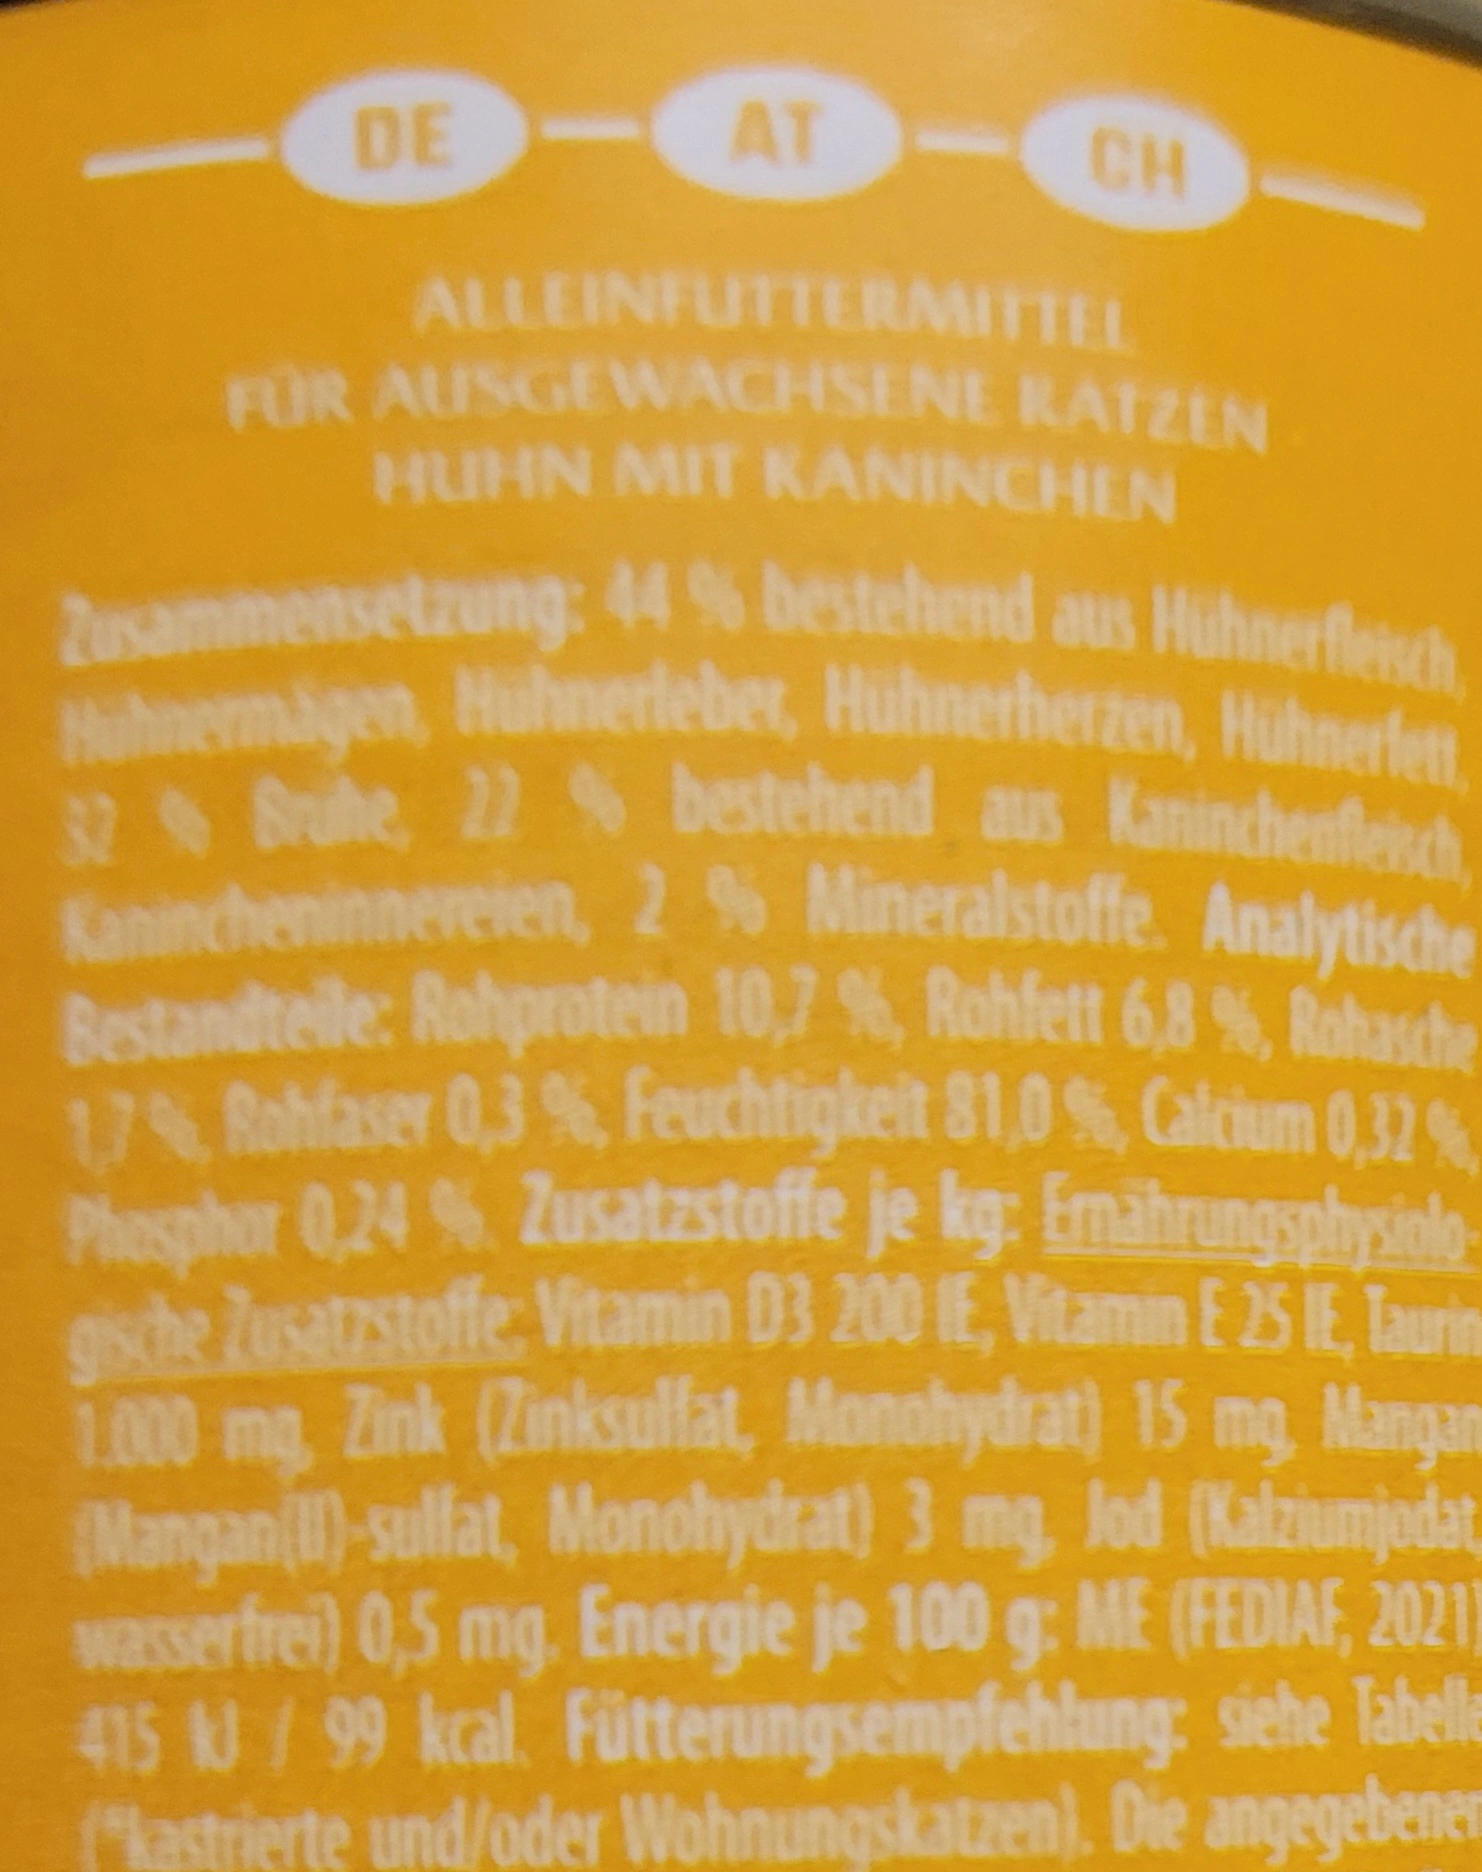 DE AT CH
ALLEINFUTTERMITTEL
FÜR AUSGEWACHSENE KATZEN
HUHN MIT KANINCHEN
Zusammensetzung: 44 % bestehend aus Hühnerfleisch,
Hühnermägen, Hühnerleber, Hühnerherzen, Hühnerfett,
32 % Brühe, 22 % bestehend aus Kaninchenfleisch,
Kanincheninnereien, 2 % Mineralstoffe. Analytische
Bestandteile: Rohprotein 10,7 %, Rohfett 6,8 %, Rohasche
1,7 %, Rohfaser 0,3 %, Feuchtigkeit 81,0 %, Calcium 0,32 %,
Phosphor 0,24 %. Zusatzstoffe je kg: Ernährungsphysiolo-
gische Zusatzstoffe: Vitamin D3 200 IE, Vitamin E 25 IE, Taurin
1.000 mg, Zink (Zinksulfat, Monohydrat) 15 mg, Mangan
(Mangan(II)-sulfat, Monohydrat) 3 mg, Jod (Kalziumjodat,
wasserfrei) 0,5 mg. Energie je 100 g: ME (FEDIAF, 2021)
415 kJ / 99 kcal. Fütterungsempfehlung: siehe Tabelle
(*kastrierte und/oder Wohnungskatzen). Die angegebenen